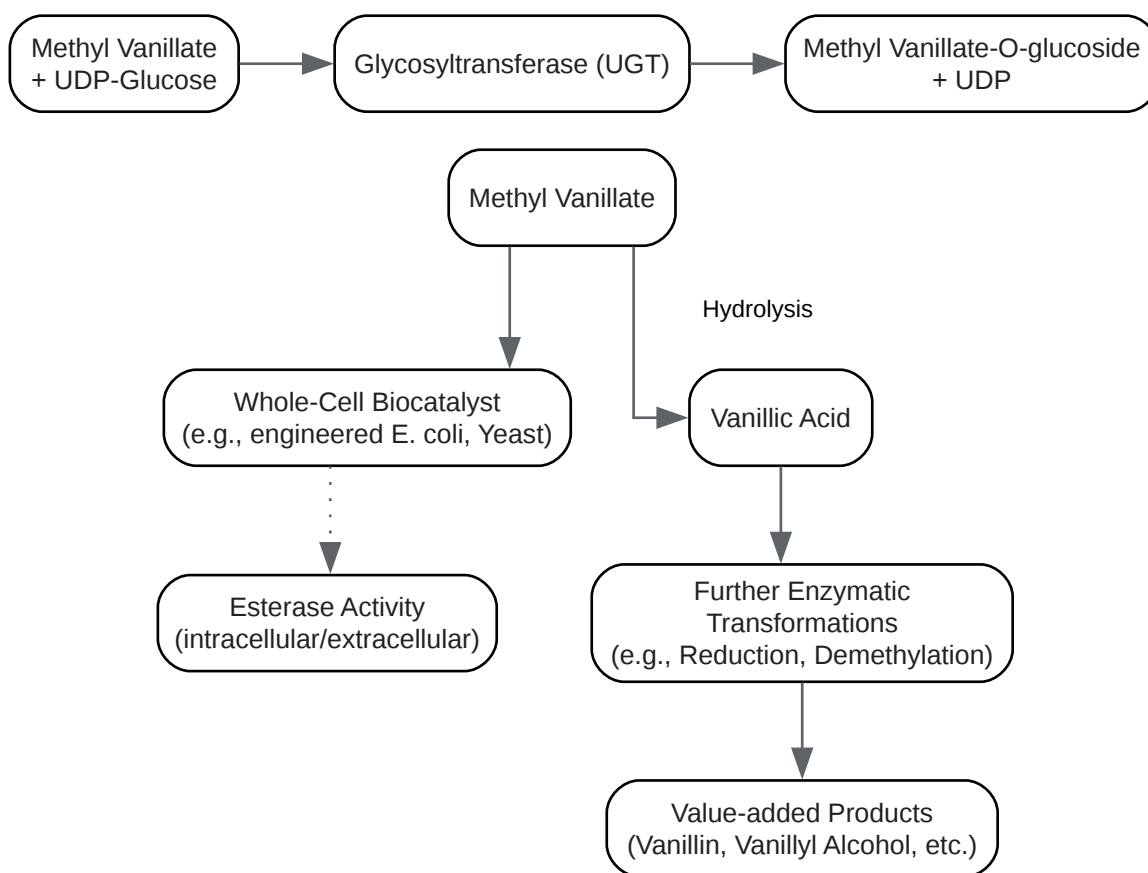 Methyl Vanillate
+ UDP-Glucose
Glycosyltransferase (UGT)
Methyl Vanillate-O-glucoside
+ UDP
Methyl Vanillate
Hydrolysis
Whole-Cell Biocatalyst
(e.g., engineered E. coli, Yeast)
Vanillic Acid
Esterase Activity
(intracellular/extracellular)
Further Enzymatic
Transformations
(e.g., Reduction, Demethylation)
Value-added Products
(Vanillin, Vanillyl Alcohol, etc.)